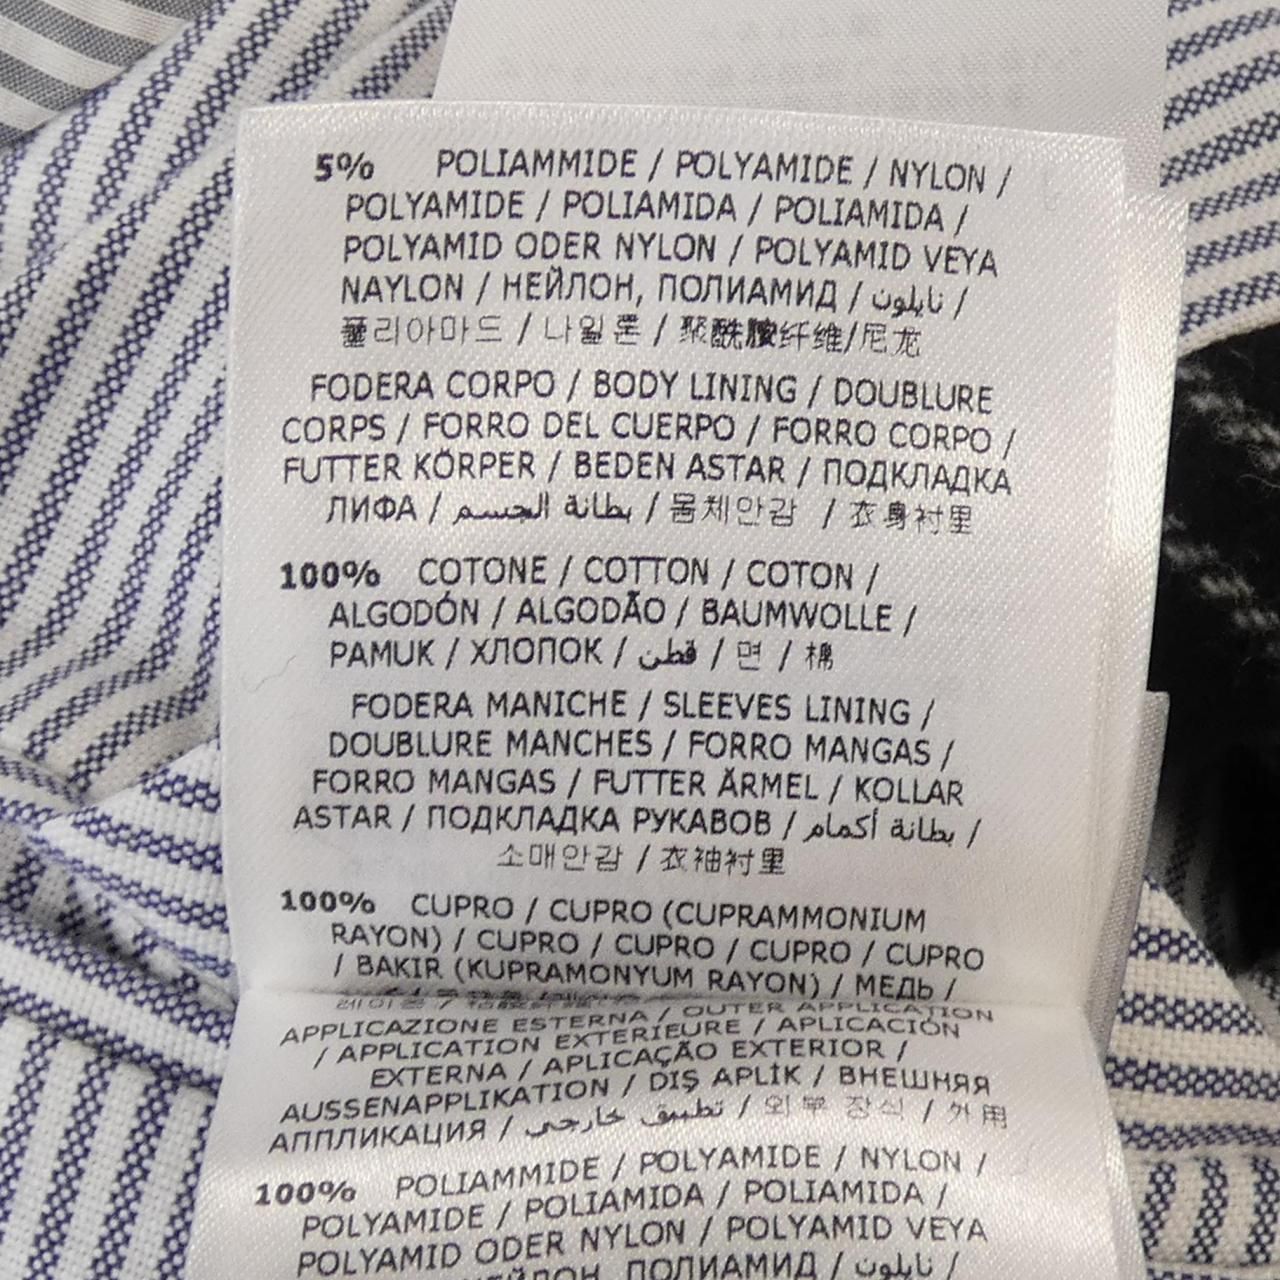 5% POLIAMMIDE / POLYAMIDE / NYLON /
POLYAMIDE / POLIAMIDA / POLIAMIDA /
POLYAMID ODER NYLON / POLYAMID VEYA
NAYLON / НЕЙЛОН, ПОЛИАМИД / نايلون /
폴리아마드 / 나일론 / 聚酰胺纤维/尼龙
FODERA CORPO / BODY LINING / DOUBLURE
CORPS / FORRO DEL CUERPO / FORRO CORPO /
FUTTER KÖRPER / BEDEN ASTAR / ПОДКЛАДКА
ЛИФА / بطانة الجسم / 몸체안감 / 衣身衬里
100% COTONE / COTTON / COTON /
ALGODÓN / ALGODÃO / BAUMWOLLE /
PAMUK / ХЛОПОК / قطن / 면 / 棉
FODERA MANICHE / SLEEVES LINING /
DOUBLURE MANCHES / FORRO MANGAS /
FORRO MANGAS / FUTTER ÄRMEL / KOLLAR
ASTAR / ПОДКЛАДКА РУКАВОВ / بطانة أكمام /
소매안감 / 衣袖衬里
100% CUPRO / CUPRO (CUPRAMMONIUM
RAYON) / CUPRO / CUPRO / CUPRO / CUPRO
/ BAKIR (KUPRAMONYUM RAYON) / МЕДЬ /
APPLICAZIONE ESTERNA / OUTER APPLICATION
/ APPLICATION EXTERIEURE / APLICACIÓN
EXTERNA / APLICAÇÃO EXTERIOR /
AUSSENAPPLIKATION / DIŞ APLİK / ВНЕШНЯЯ
АППЛИКАЦИЯ / تطبيق خارجي / 외부 장식 / 外用
100% POLIAMMIDE / POLYAMIDE / NYLON /
POLYAMIDE / POLIAMIDA / POLIAMIDA /
POLYAMID ODER NYLON / POLYAMID VEYA
НЕЙЛОН, ПОЛИАМИД / نايلون /